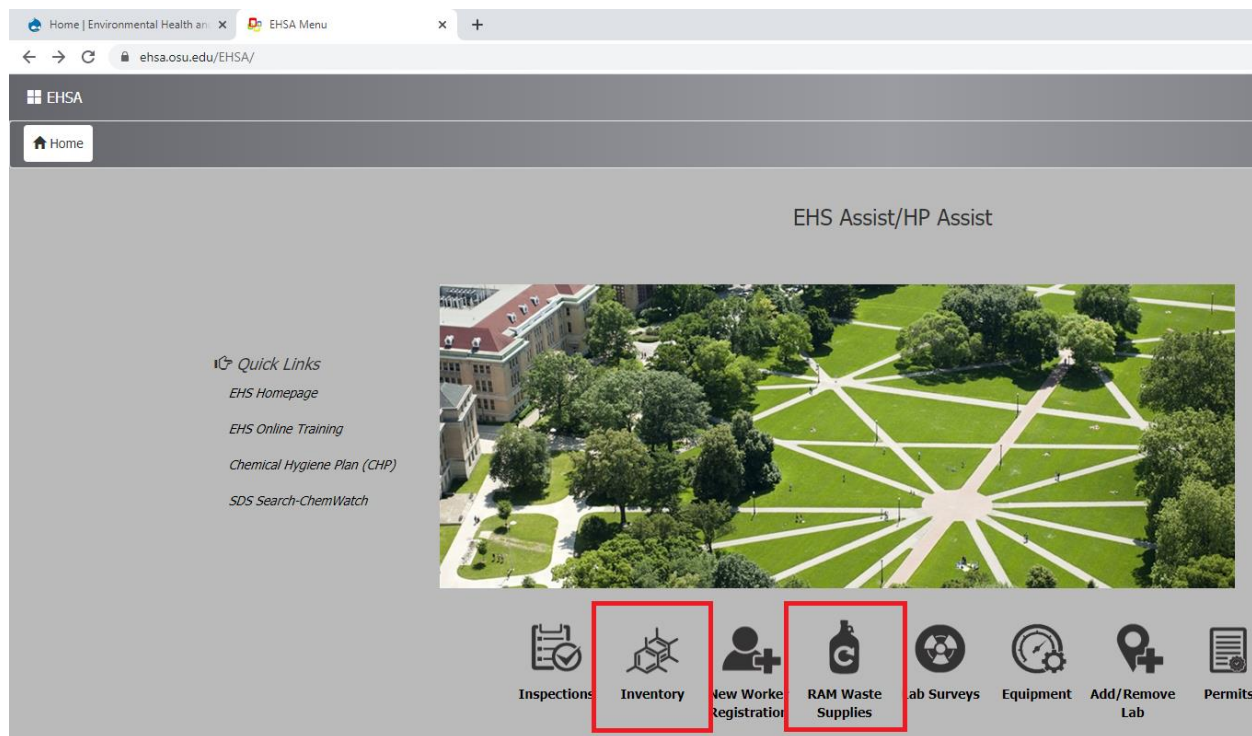 Home | Environmental Health an
EHSA Menu
ehsa.osu.edu/EHSA/
EHSA
Home
EHS Assist/HP Assist
Quick Links
EHS Homepage
EHS Online Training
Chemical Hygiene Plan (CHP)
SDS Search-ChemWatch
Inspections
Inventory
New Worker
Registration
RAM Waste
Supplies
Lab Surveys
Equipment
Add/Remove
Lab
Permits